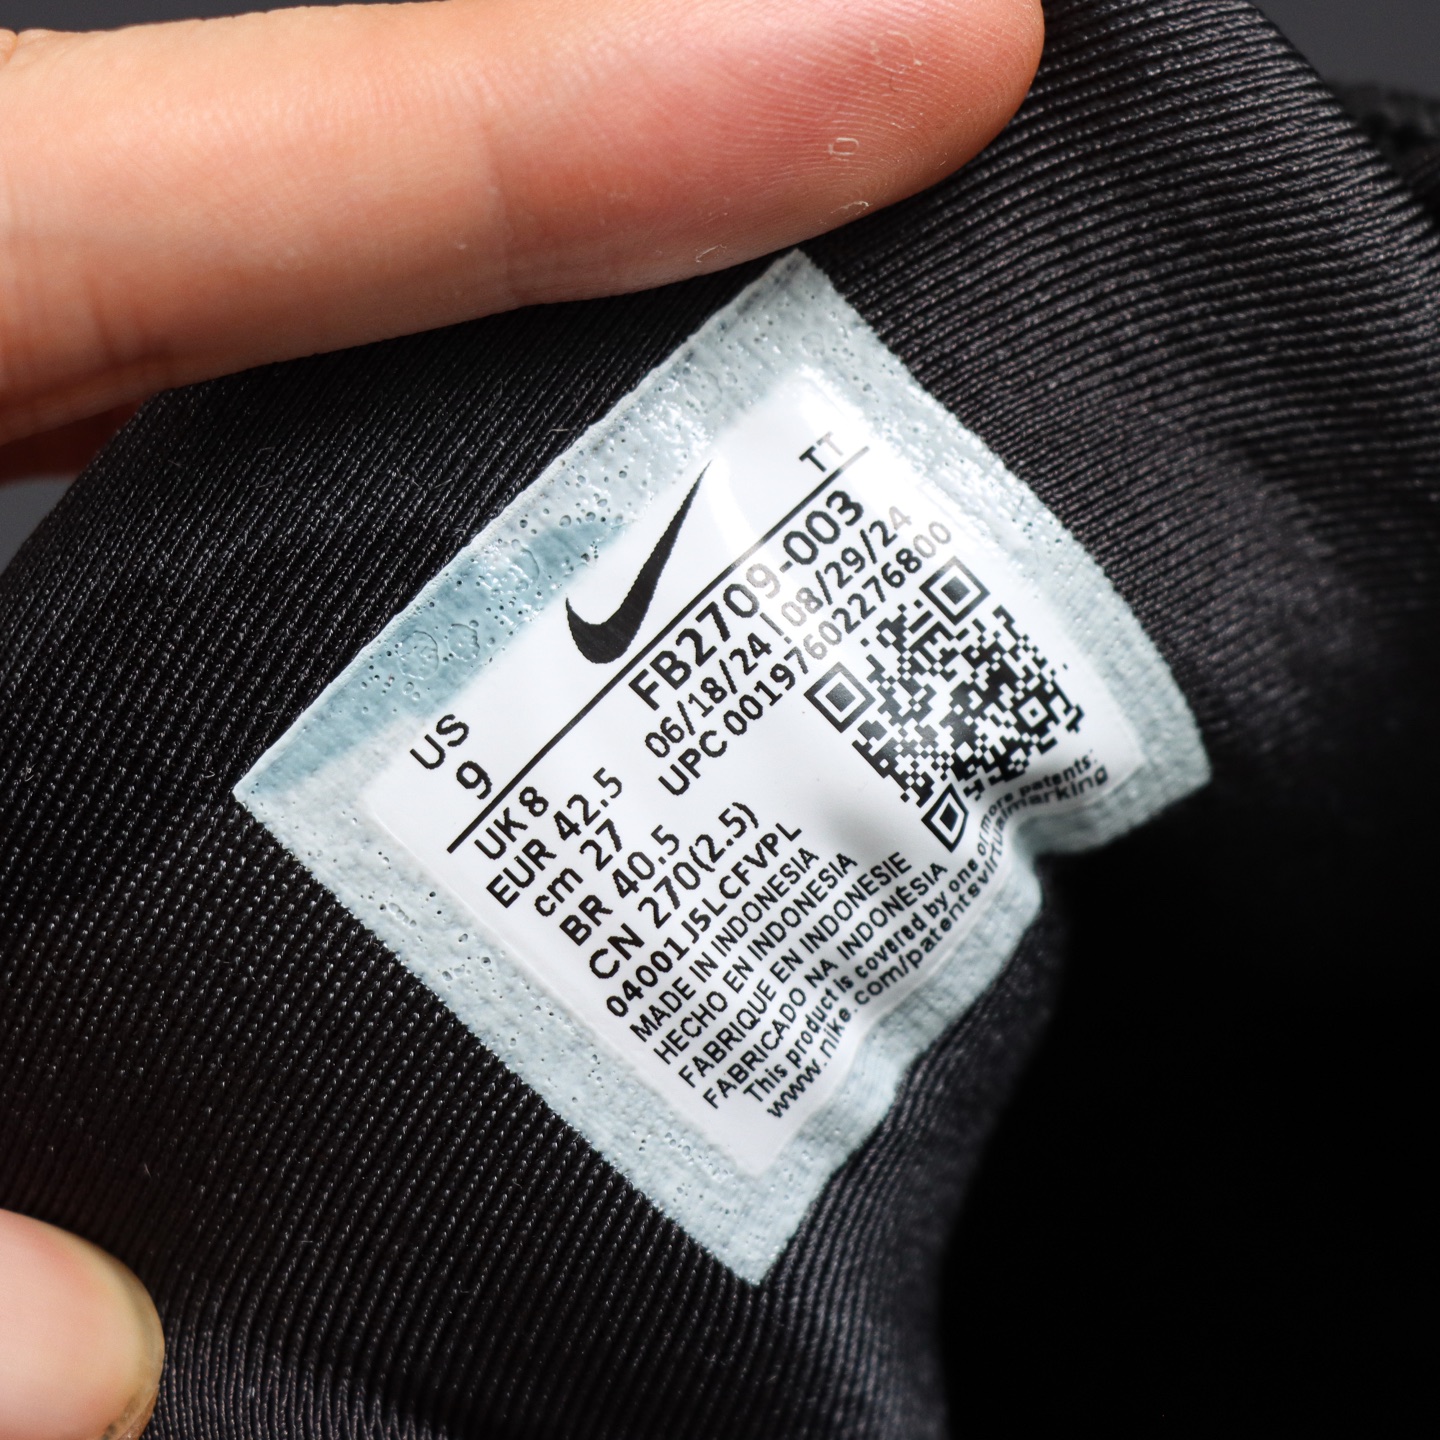 TT
US
9
FB2709-003
06/18/24 | 08/29/24
UPC 00197602276800
UK 8
EUR 42.5
cm 27
BR 40.5
CN 270(2.5)
04001J5LCFVPL
MADE IN INDONESIA
HECHO EN INDONESIA
FABRIQUE EN INDONESIE
FABRICADO NA INDONÉSIA
This product is covered by one or more patents:
www.nike.com/patentsvirtualmarking